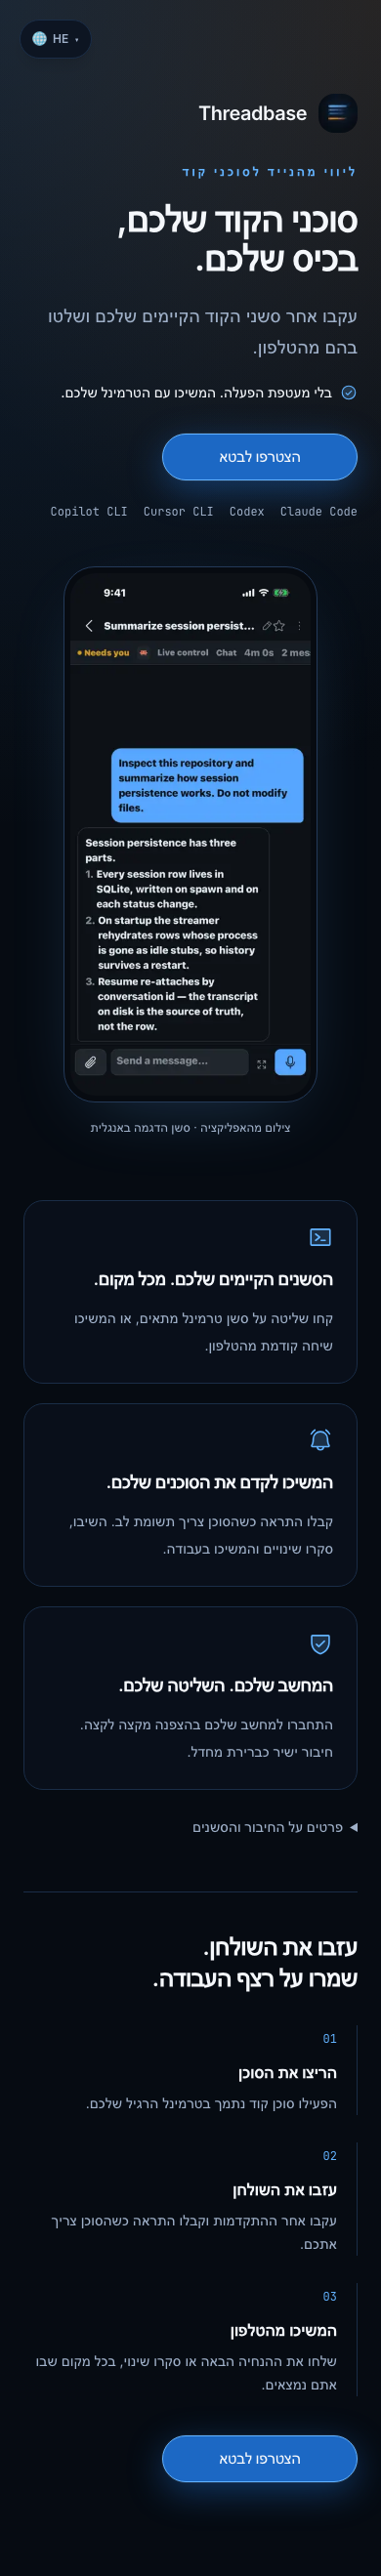 HE
Threadbase
ליווי מהנייד לסוכני קוד
סוכני הקוד שלכם,
בכיס שלכם.
עקבו אחר סשני הקוד הקיימים שלכם ושלטו
בהם מהטלפון.
בלי מעטפת הפעלה. המשיכו עם הטרמינל שלכם.
הצטרפו לבטא
Claude Code Codex Cursor CLI Copilot CLI
9:41
Summarize session persist...
Needs you Live control Chat 4m 0s 2 mes
Inspect this repository and
summarize how session
persistence works. Do not modify
files.
Session persistence has three
parts.
1. Every session row lives in
SQLite, written on spawn and on
each status change.
2. On startup the streamer
rehydrates rows whose process
is gone as idle stubs, so history
survives a restart.
3. Resume re-attaches by
conversation id — the transcript
on disk is the source of truth,
not the row.
Send a message...
צילום מהאפליקציה · סשן הדגמה באנגלית
הסשנים הקיימים שלכם. מכל מקום.
קחו שליטה על סשן טרמינל מתאים, או המשיכו
שיחה קודמת מהטלפון.
המשיכו לקדם את הסוכנים שלכם.
קבלו התראה כשהסוכן צריך תשומת לב. השיבו,
סקרו שינויים והמשיכו בעבודה.
המחשב שלכם. השליטה שלכם.
התחברו למחשב שלכם בהצפנה מקצה לקצה.
חיבור ישיר כברירת מחדל.
פרטים על החיבור והסשנים
עזבו את השולחן.
שמרו על רצף העבודה.
01
הריצו את הסוכן
הפעילו סוכן קוד נתמך בטרמינל הרגיל שלכם.
02
עזבו את השולחן
עקבו אחר ההתקדמות וקבלו התראה כשהסוכן צריך
אתכם.
03
המשיכו מהטלפון
שלחו את ההנחיה הבאה או סקרו שינוי, בכל מקום שבו
אתם נמצאים.
הצטרפו לבטא